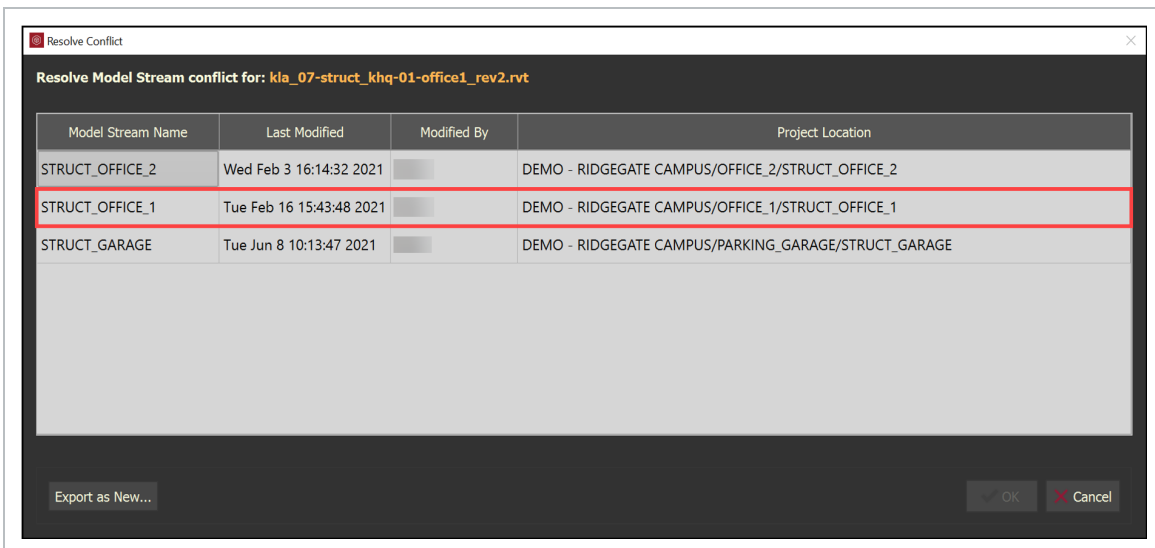 Resolve Conflict
Resolve Model Stream conflict for: kla_07-struct_khq-01-office1_rev2.rvt
Model Stream Name Last Modified Modified By Project Location
STRUCT_OFFICE_2 Wed Feb 3 16:14:32 2021 DEMO - RIDGEGATE CAMPUS/OFFICE_2/STRUCT_OFFICE_2
STRUCT_OFFICE_1 Tue Feb 16 15:43:48 2021 DEMO - RIDGEGATE CAMPUS/OFFICE_1/STRUCT_OFFICE_1
STRUCT_GARAGE Tue Jun 8 10:13:47 2021 DEMO - RIDGEGATE CAMPUS/PARKING_GARAGE/STRUCT_GARAGE
Export as New... OK Cancel